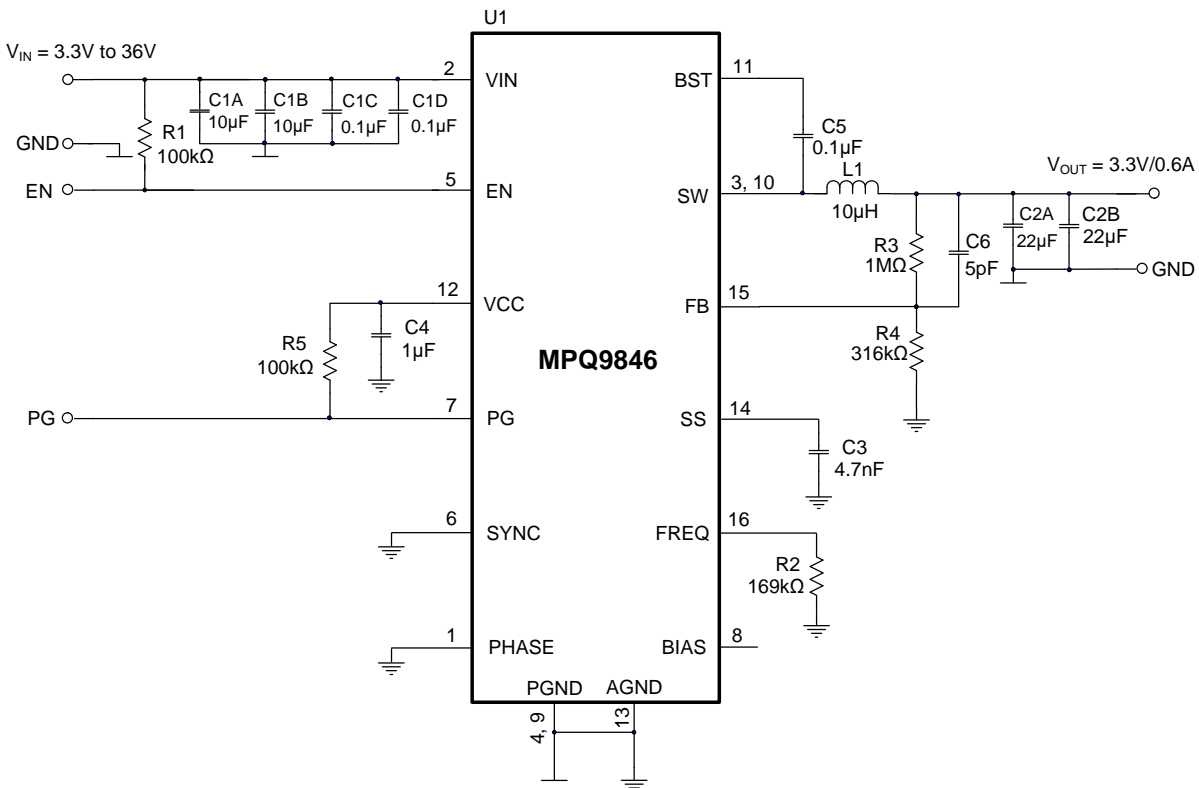 U1
V_IN = 3.3V to 36V
2
VIN
BST
11
C1A
10µF
C1B
10µF
C1C
0.1µF
C1D
0.1µF
C5
0.1µF
GND
R1
100kΩ
L1
10µH
V_OUT = 3.3V/0.6A
EN
5
EN
SW
3, 10
R3
1MΩ
C6
5pF
C2A
22µF
C2B
22µF
GND
12
VCC
FB
15
C4
1µF
R5
100kΩ
R4
316kΩ
MPQ9846
PG
7
PG
SS
14
C3
4.7nF
6
SYNC
FREQ
16
R2
169kΩ
1
PHASE
BIAS
8
PGND
AGND
4, 9
13